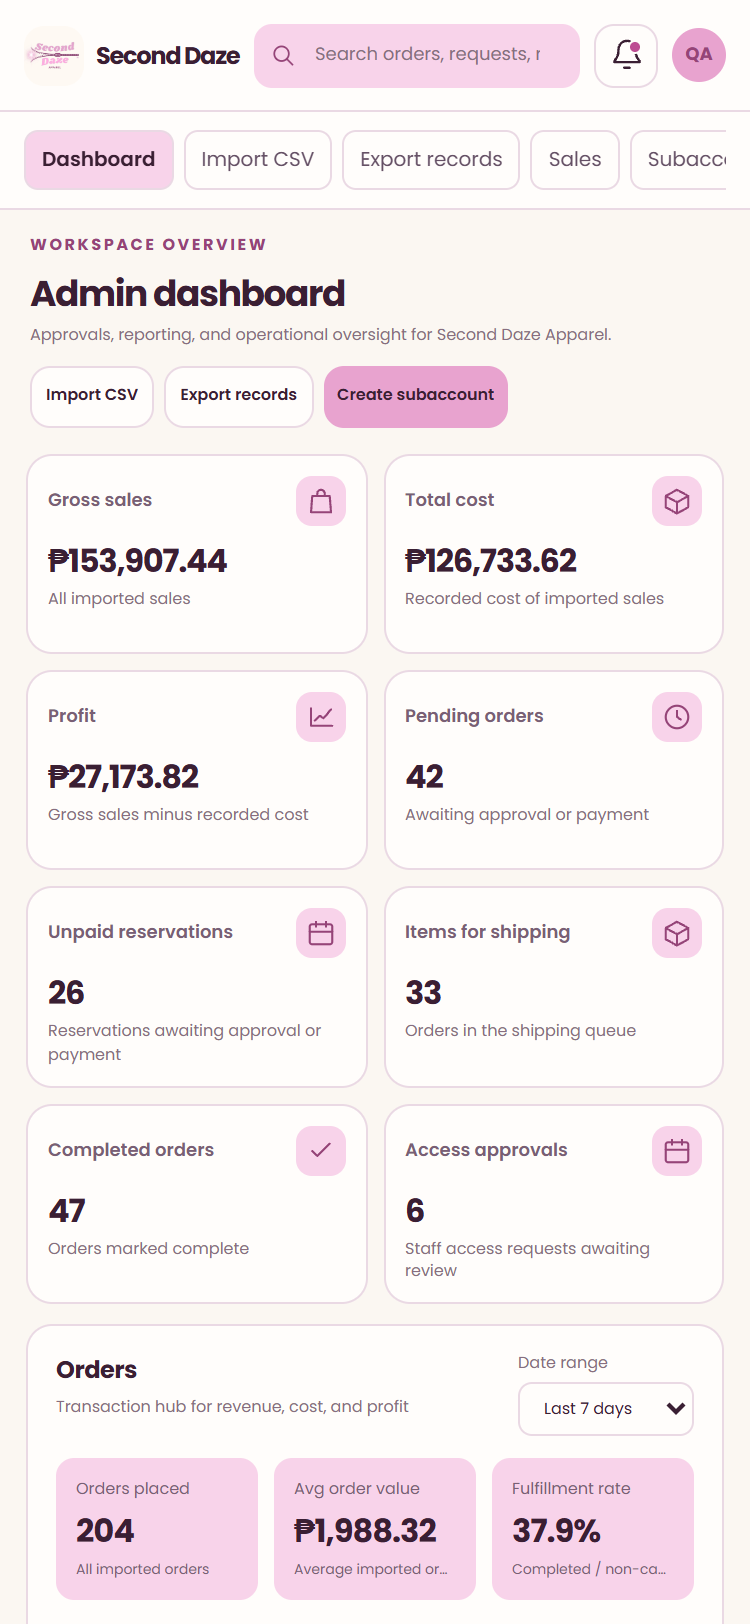 Second
Daze
Second Daze
Search orders, requests, r
QA
Dashboard
Import CSV
Export records
Sales
Subacc
WORKSPACE OVERVIEW
Admin dashboard
Approvals, reporting, and operational oversight for Second Daze Apparel.
Import CSV
Export records
Create subaccount
Gross sales
₱153,907.44
All imported sales
Total cost
₱126,733.62
Recorded cost of imported sales
Profit
₱27,173.82
Gross sales minus recorded cost
Pending orders
42
Awaiting approval or payment
Unpaid reservations
26
Reservations awaiting approval or
payment
Items for shipping
33
Orders in the shipping queue
Completed orders
47
Orders marked complete
Access approvals
6
Staff access requests awaiting
review
Orders
Transaction hub for revenue, cost, and profit
Date range
Last 7 days
Orders placed
204
All imported orders
Avg order value
₱1,988.32
Average imported or...
Fulfillment rate
37.9%
Completed / non-ca...